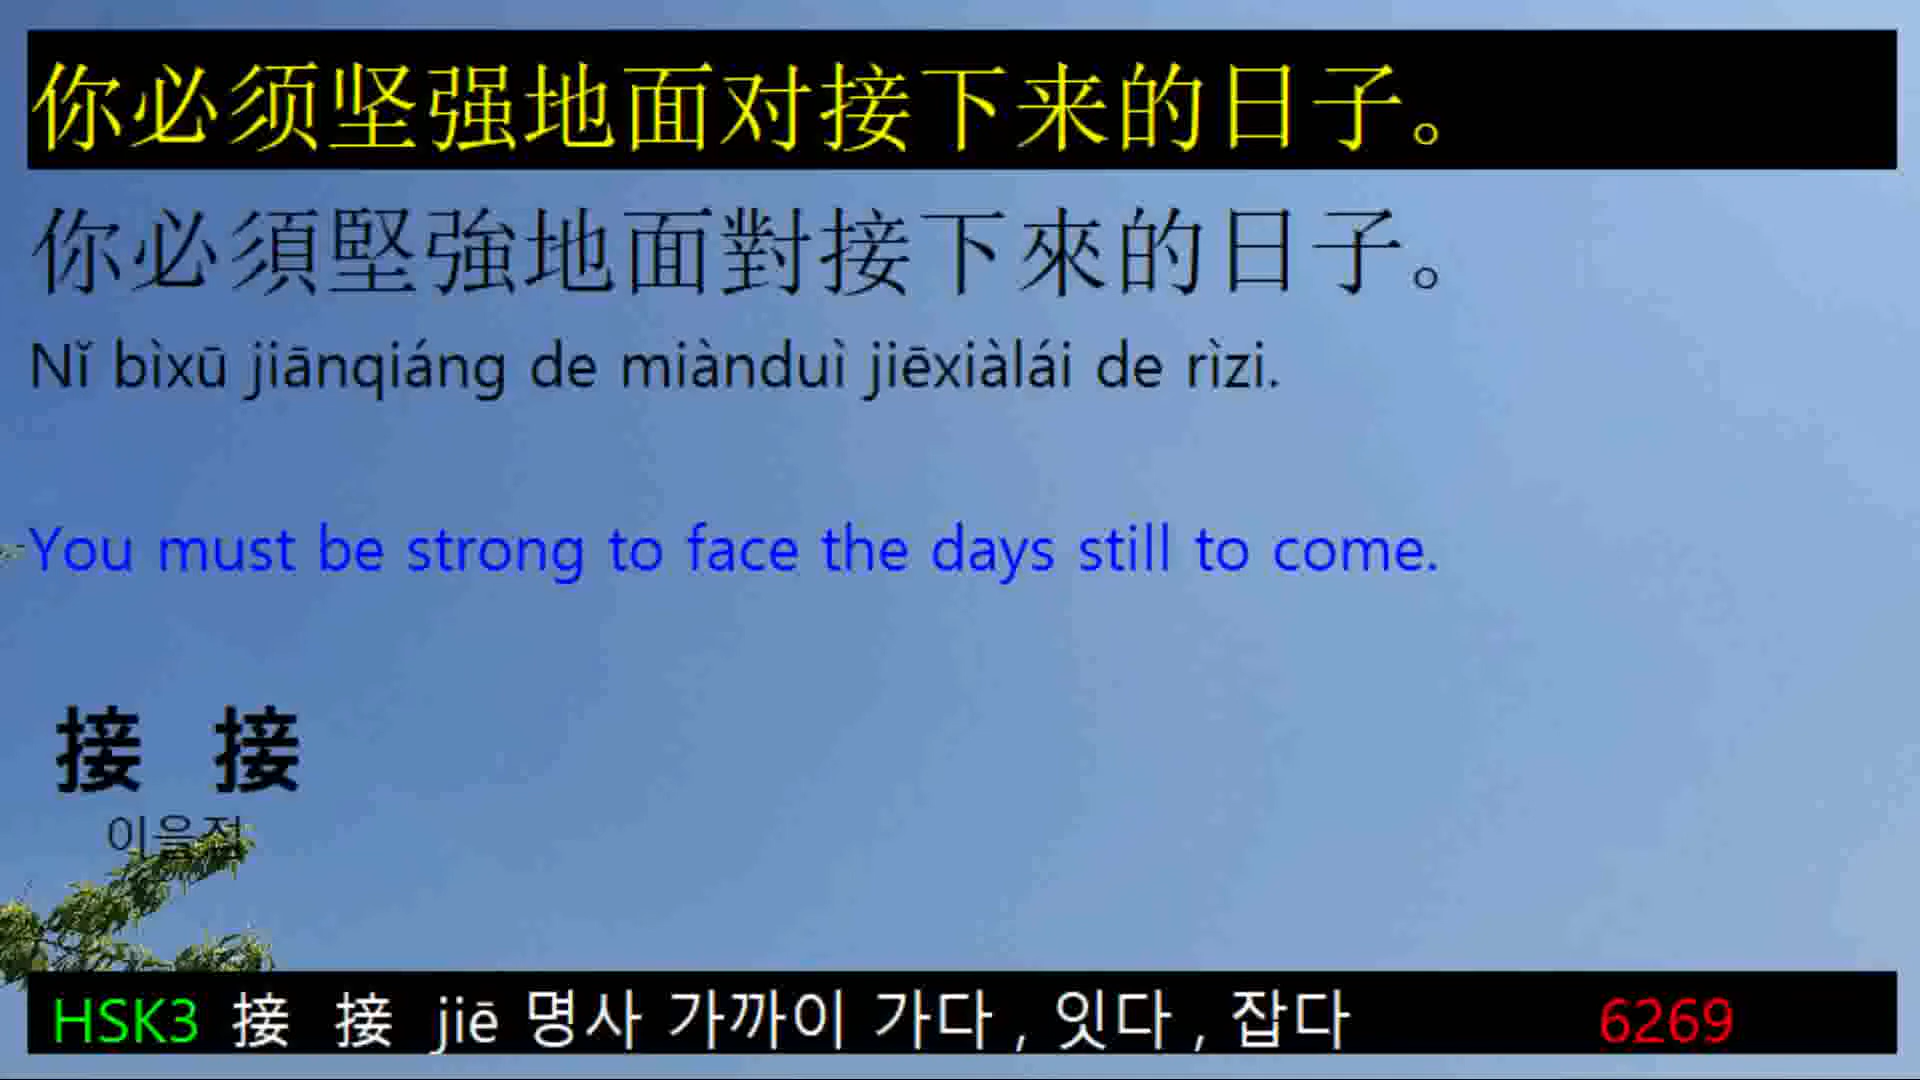 你必须坚强地面对接下来的日子。
你必須堅強地面對接下來的日子。
Nǐ bìxū jiānqiáng de miànduì jiēxiàlái de rìzi.
You must be strong to face the days still to come.
接 接
이을접
HSK3 接 接 jiē 명사 가까이 가다 , 잇다 , 잡다 6269